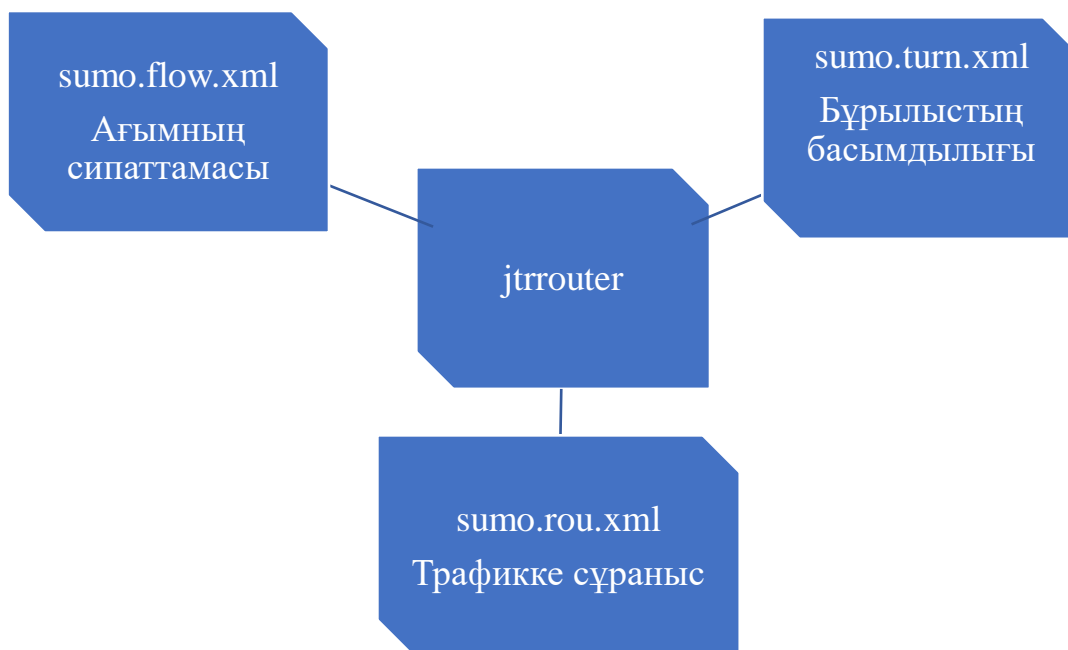 sumo.flow.xml
Ағымның
сипаттамасы
sumo.turn.xml
Бұрылыстың
басымдылығы
jtrrouter
sumo.rou.xml
Трафикке сұраныс